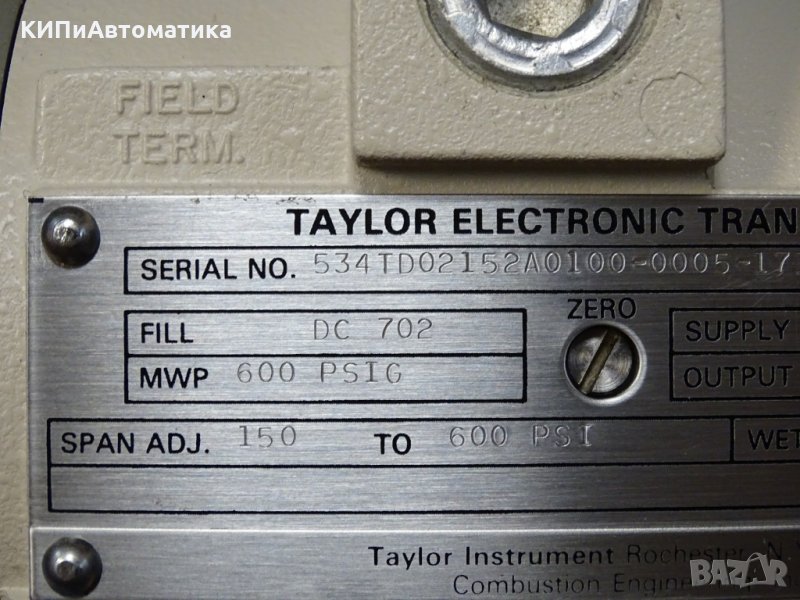 КИПиАвтоматика
FIELD
TERM.
TAYLOR ELECTRONIC TRAN
SERIAL NO. 534TD02152A0100-0005-17
ZERO
FILL DC 702
SUPPLY
MWP 600 PSIG
OUTPUT
SPAN ADJ. 150 TO 600 PSI
WET
Taylor Instrument Rochester, N.Y
Combustion Engine
BAZAR